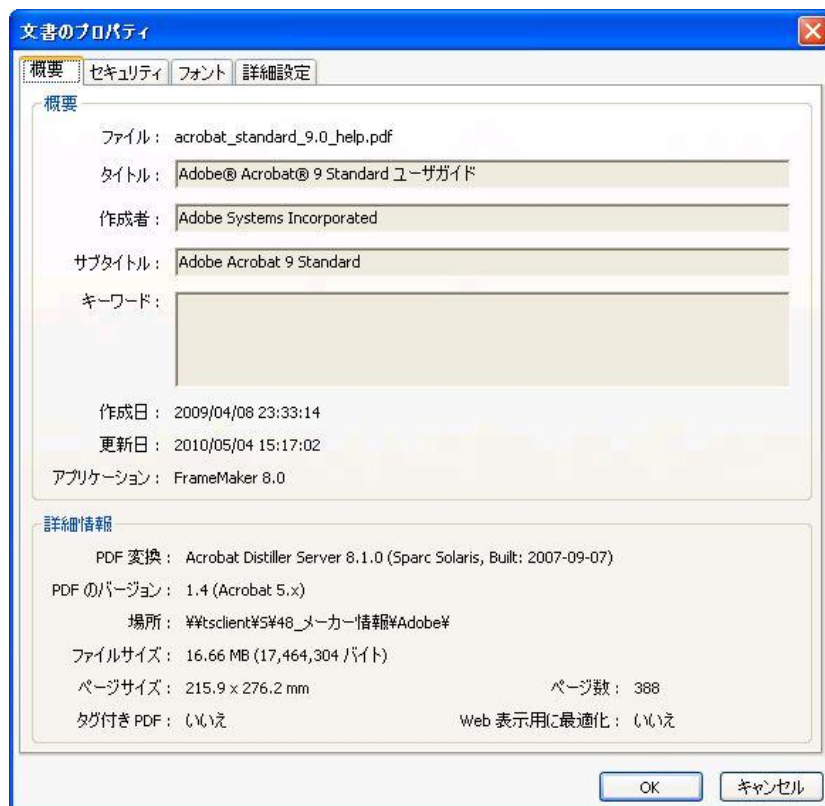 文書のプロパティ
概要 セキュリティ フォント 詳細設定
概要
ファイル : acrobat_standard_9.0_help.pdf
タイトル : Adobe® Acrobat® 9 Standard ユーザガイド
作成者 : Adobe Systems Incorporated
サブタイトル : Adobe Acrobat 9 Standard
キーワード :
作成日 : 2009/04/08 23:33:14
更新日 : 2010/05/04 15:17:02
アプリケーション : FrameMaker 8.0
詳細情報
PDF 変換 : Acrobat Distiller Server 8.1.0 (Sparc Solaris, Built: 2007-09-07)
PDF のバージョン : 1.4 (Acrobat 5.x)
場所 : ¥¥tsclient¥S¥48_メーカー情報¥Adobe¥
ファイルサイズ : 16.66 MB (17,464,304 バイト)
ページサイズ : 215.9 x 276.2 mm ページ数 : 388
タグ付き PDF : いいえ Web 表示用に最適化 : いいえ
OK キャンセル